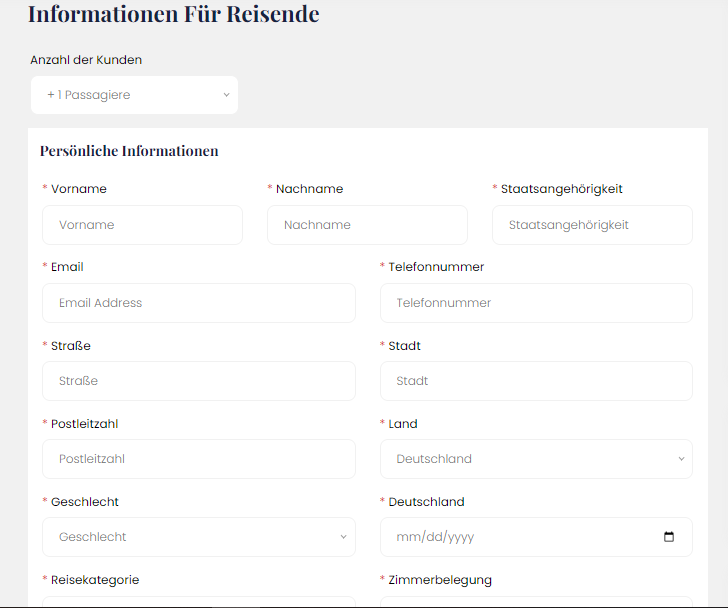 Informationen Für Reisende
Anzahl der Kunden
+ 1 Passagiere
Persönliche Informationen
* Vorname * Nachname * Staatsangehörigkeit
Vorname Nachname Staatsangehörigkeit
* Email * Telefonnummer
Email Address Telefonnummer
* Straße * Stadt
Straße Stadt
* Postleitzahl * Land
Postleitzahl Deutschland
* Geschlecht * Deutschland
Geschlecht mm/dd/yyyy
* Reisekategorie * Zimmerbelegung